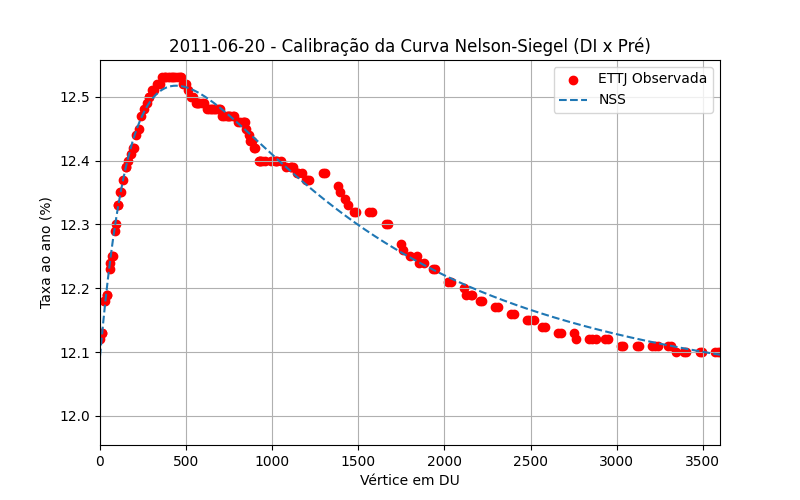 2011-06-20 - Calibração da Curva Nelson-Siegel (DI x Pré)
ETTJ Observada
NSS
Taxa ao ano (%)
12.5
12.4
12.3
12.2
12.1
12.0
0 500 1000 1500 2000 2500 3000 3500
Vértice em DU